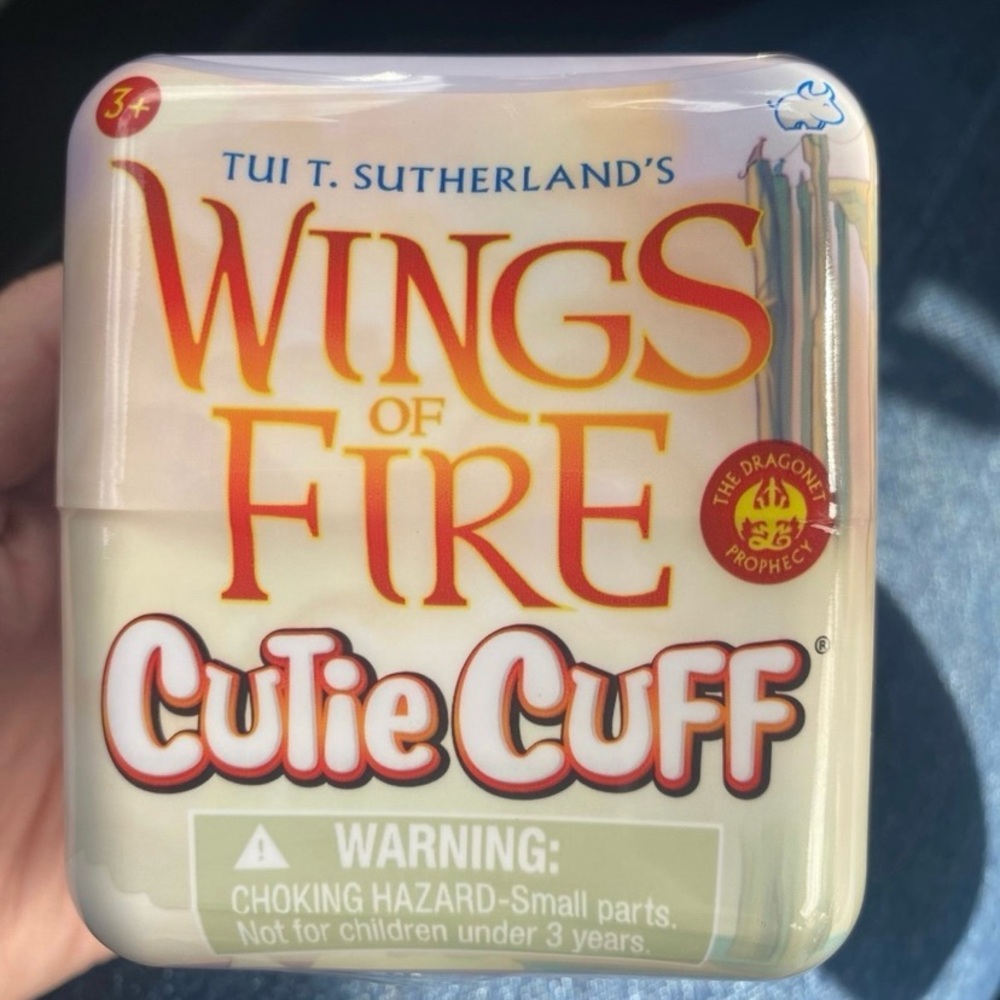 3+
TUI T. SUTHERLAND'S
WINGS
OF
FIRE
THE DRAGONET
PROPHECY
CUTie CUFF®
WARNING:
CHOKING HAZARD-Small parts.
Not for children under 3 years.